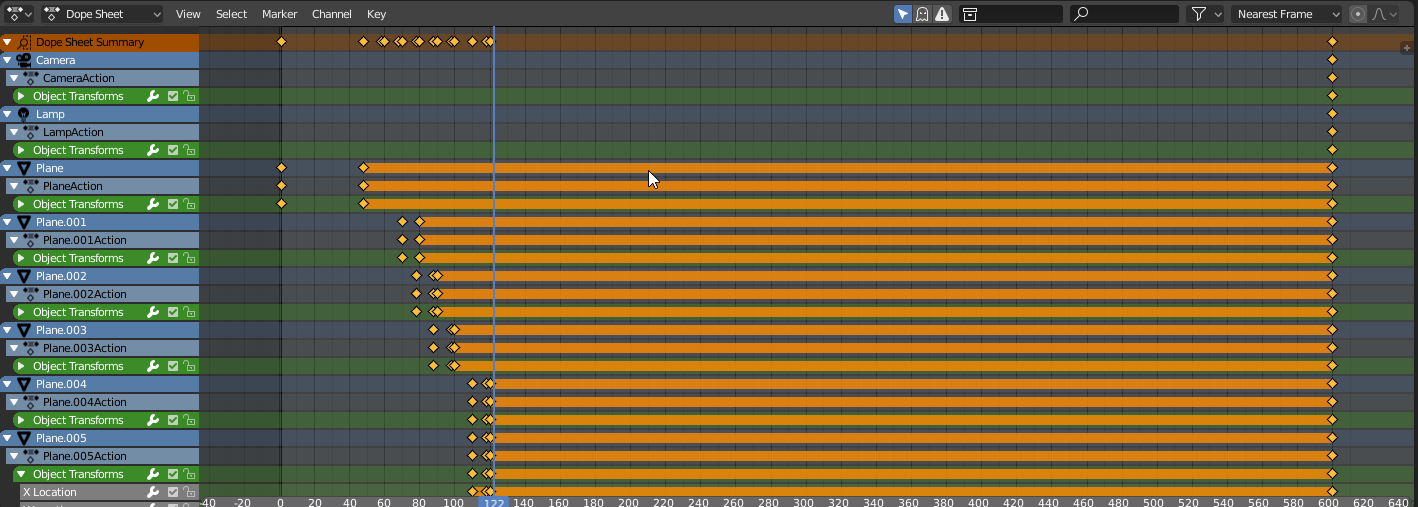 Dope Sheet View Select Marker Channel Key Nearest Frame
Dope Sheet Summary
Camera
CameraAction
Object Transforms
Lamp
LampAction
Object Transforms
Plane
PlaneAction
Object Transforms
Plane.001
Plane.001Action
Object Transforms
Plane.002
Plane.002Action
Object Transforms
Plane.003
Plane.003Action
Object Transforms
Plane.004
Plane.004Action
Object Transforms
Plane.005
Plane.005Action
Object Transforms
X Location
-40 -20 0 20 40 60 80 100 122 140 160 180 200 220 240 260 280 300 320 340 360 380 400 420 440 460 480 500 520 540 560 580 600 620 640